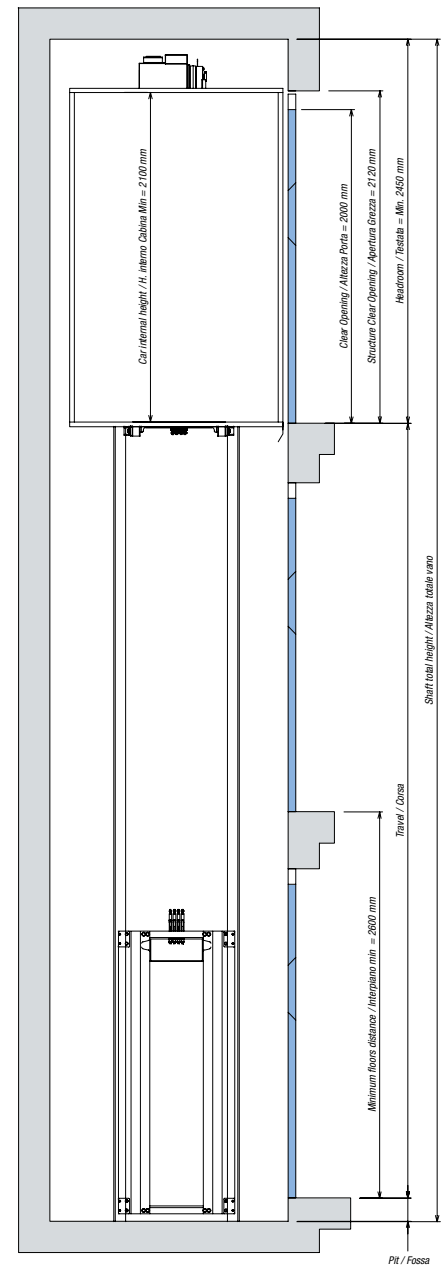 Car internal height / H. interno Cabina Min = 2100 mm
Clear Opening / Altezza Porta = 2000 mm
Structure Clear Opening / Apertura Grezza = 2120 mm
Headroom / Testata = Min. 2450 mm
Shaft total height / Altezza totale vano
Travel / Corsa
Minimum floors distance / Interpiano min = 2600 mm
Pit / Fossa